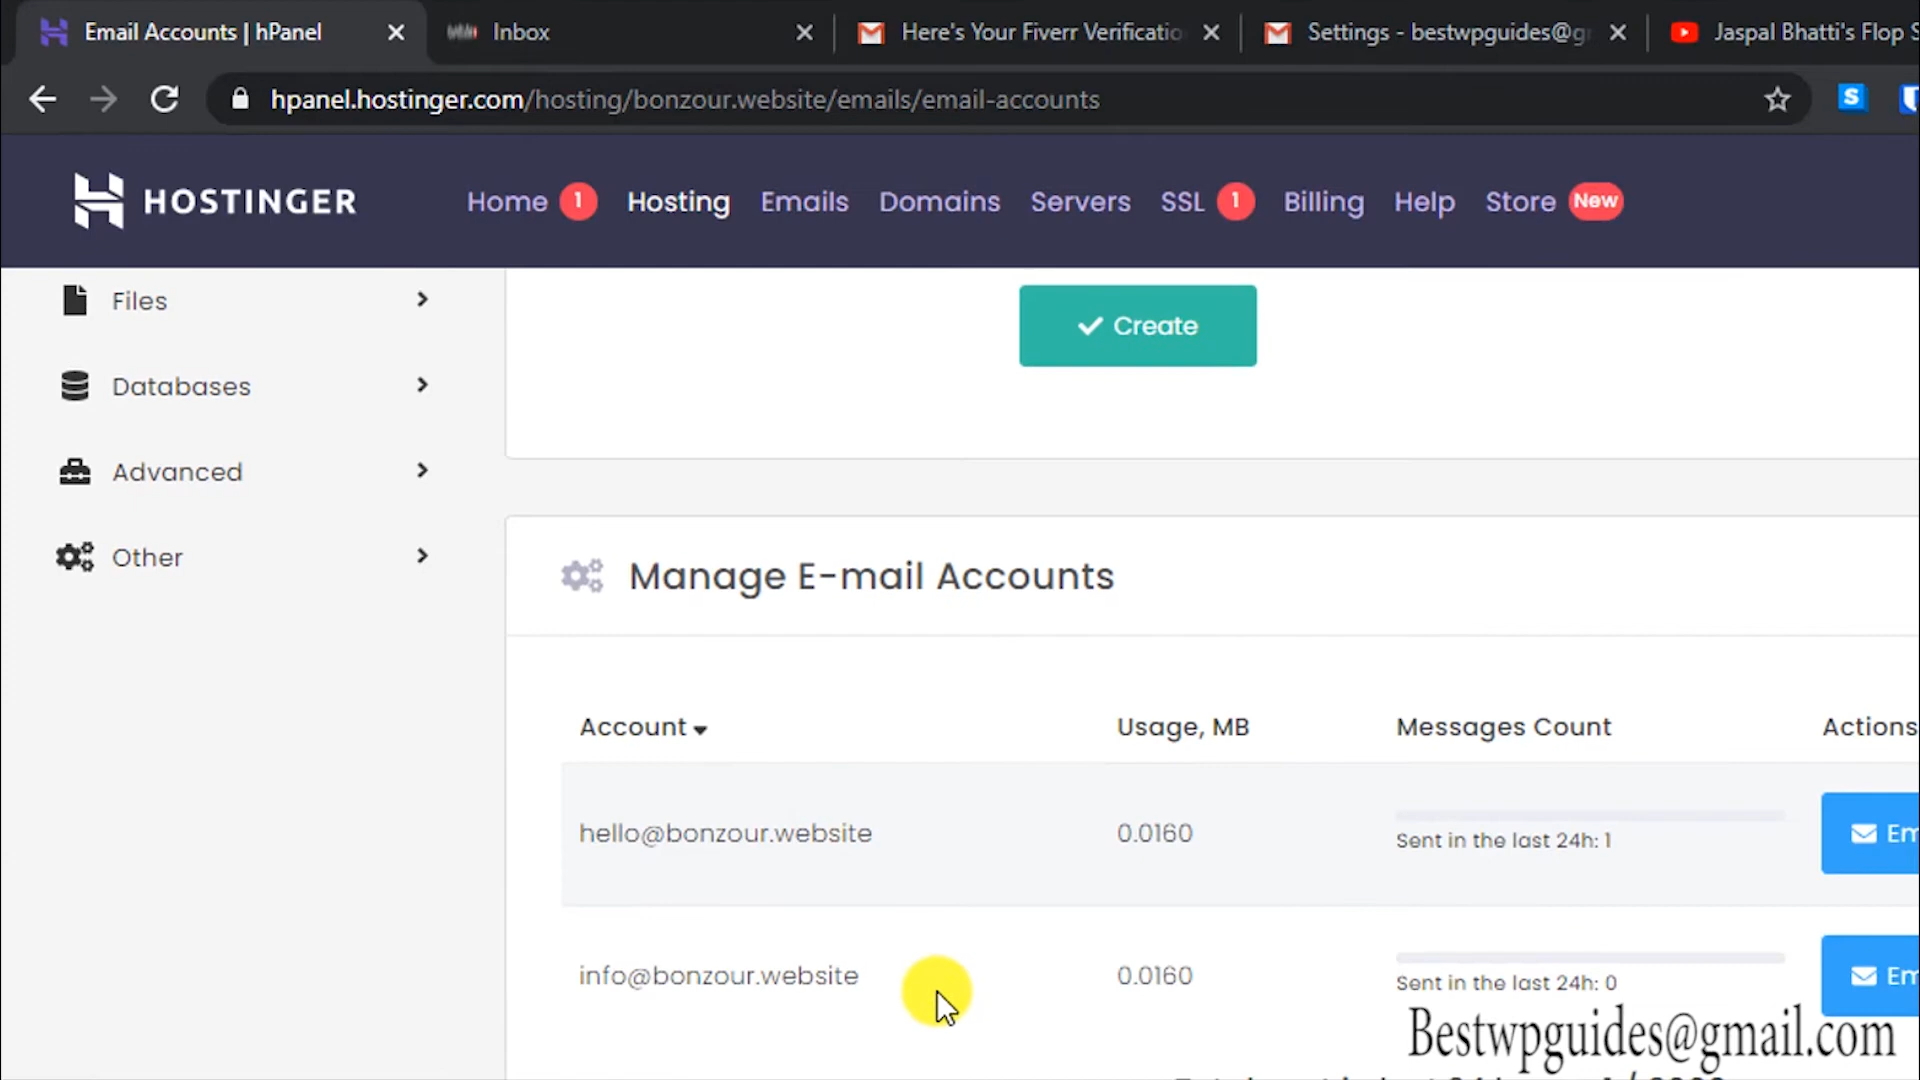 Email Accounts | hPanel
Inbox
Here's Your Fiverr Verificatio
Settings - bestwpguides@g
Jaspal Bhatti's Flop S
hpanel.hostinger.com/hosting/bonzour.website/emails/email-accounts
HOSTINGER
Home 1 Hosting Emails Domains Servers SSL 1 Billing Help Store New
Files
Create
Databases
Advanced
Other
Manage E-mail Accounts
Account Usage, MB Messages Count Actions
hello@bonzour.website 0.0160 Sent in the last 24h: 1 Em
info@bonzour.website 0.0160 Sent in the last 24h: 0 Em
Bestwpguides@gmail.com